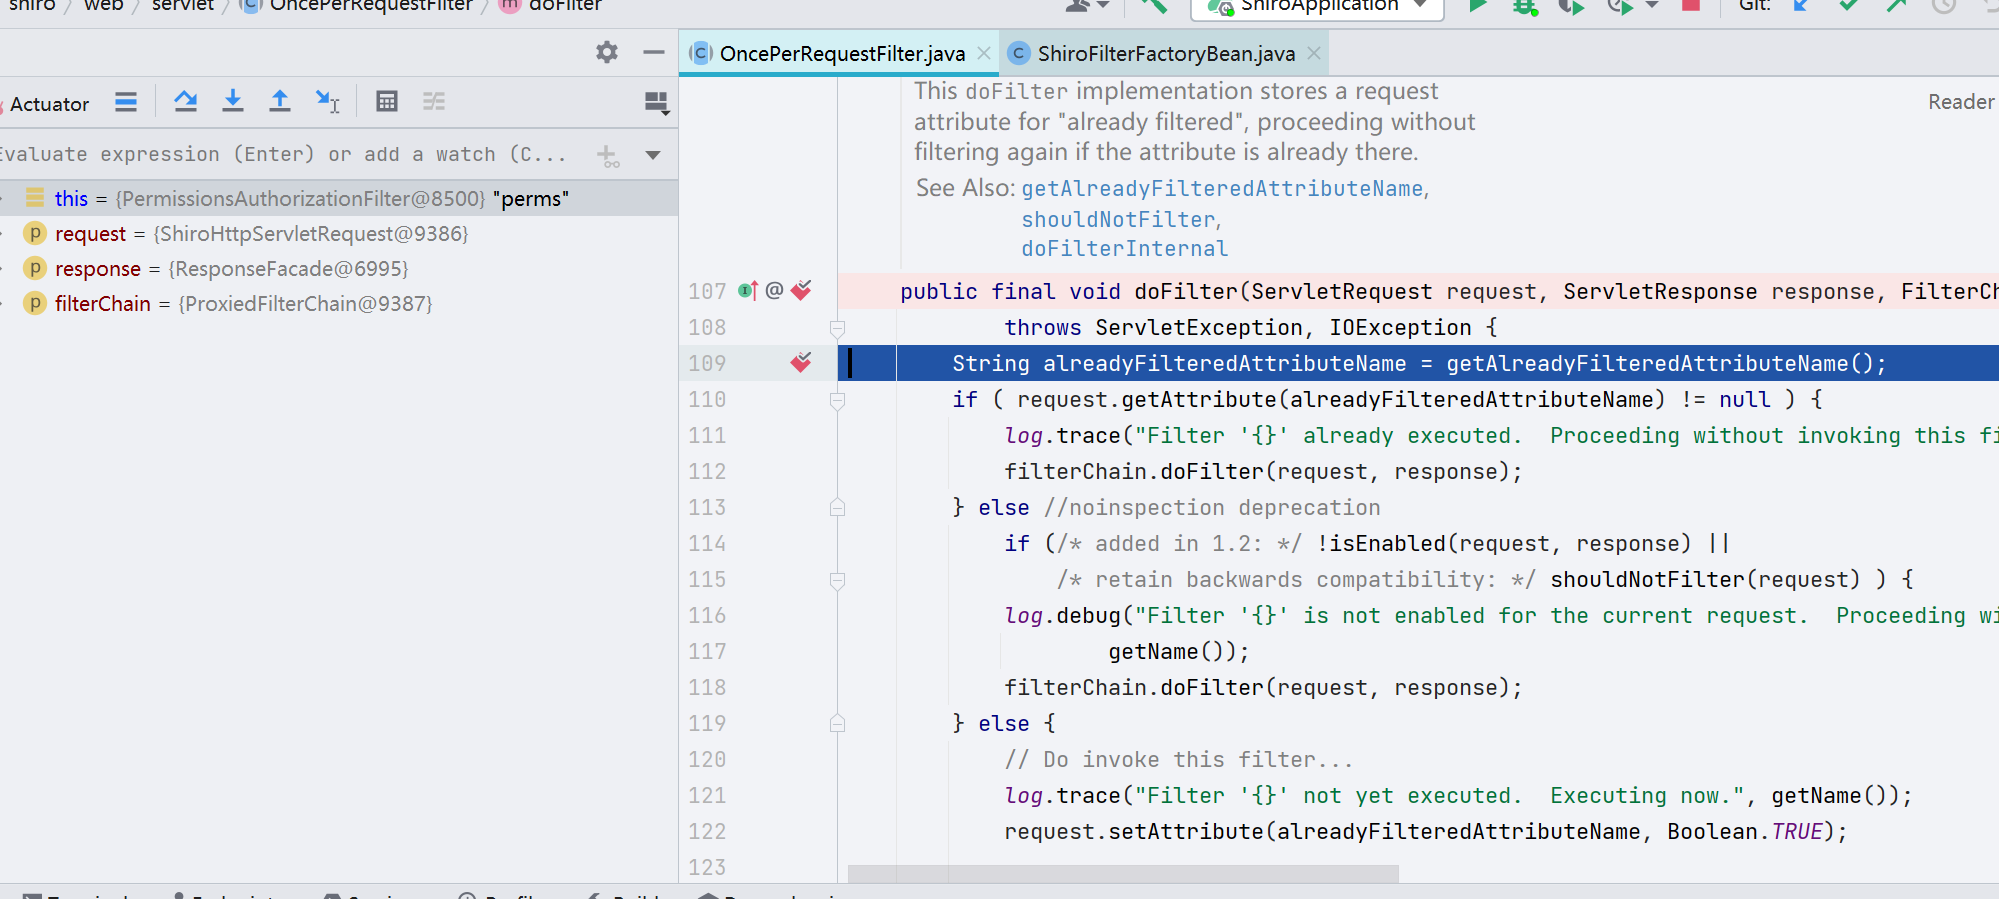 shiro / web / servlet / OncePerRequestFilter / m doFilter
ShiroApplication
Git:
OncePerRequestFilter.java
ShiroFilterFactoryBean.java
Actuator
Evaluate expression (Enter) or add a watch (C...
this = {PermissionsAuthorizationFilter@8500} "perms"
p request = {ShiroHttpServletRequest@9386}
p response = {ResponseFacade@6995}
p filterChain = {ProxiedFilterChain@9387}
Reader
This doFilter implementation stores a request
attribute for "already filtered", proceeding without
filtering again if the attribute is already there.
See Also: getAlreadyFilteredAttributeName,
shouldNotFilter,
doFilterInternal
107 public final void doFilter(ServletRequest request, ServletResponse response, FilterCh
108 throws ServletException, IOException {
109 String alreadyFilteredAttributeName = getAlreadyFilteredAttributeName();
110 if ( request.getAttribute(alreadyFilteredAttributeName) != null ) {
111 log.trace("Filter '{}' already executed.  Proceeding without invoking this fi
112 filterChain.doFilter(request, response);
113 } else //noinspection deprecation
114 if (/* added in 1.2: */ !isEnabled(request, response) ||
115 /* retain backwards compatibility: */ shouldNotFilter(request) ) {
116 log.debug("Filter '{}' is not enabled for the current request.  Proceeding wi
117 getName());
118 filterChain.doFilter(request, response);
119 } else {
120 // Do invoke this filter...
121 log.trace("Filter '{}' not yet executed.  Executing now.", getName());
122 request.setAttribute(alreadyFilteredAttributeName, Boolean.TRUE);
123